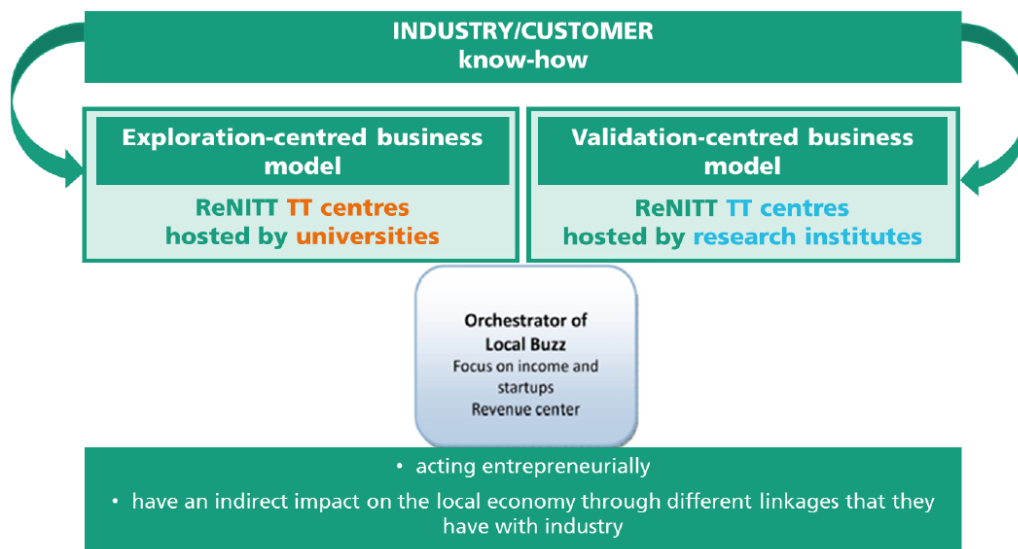 INDUSTRY/CUSTOMER
know-how
Exploration-centred business
model
ReNITT TT centres
hosted by universities
Validation-centred business
model
ReNITT TT centres
hosted by research institutes
Orchestrator of
Local Buzz
Focus on income and
startups
Revenue center
• acting entrepreneurially
• have an indirect impact on the local economy through different linkages that they
have with industry